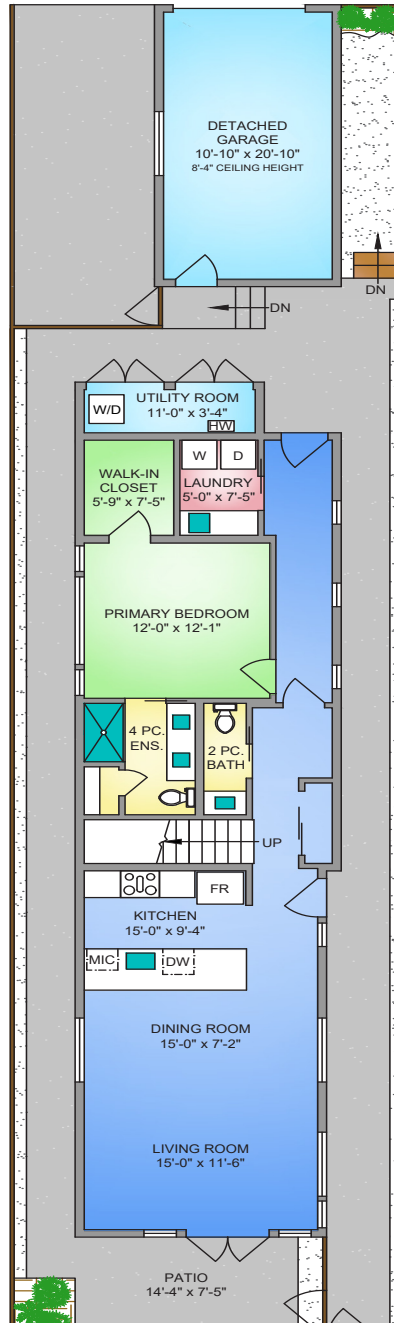 DETACHED
GARAGE
10'-10" x 20'-10"
8'-4" CEILING HEIGHT
DN
DN
UTILITY ROOM
11'-0" x 3'-4"
W/D
HW
WALK-IN
CLOSET
5'-9" x 7'-5"
W
D
LAUNDRY
5'-0" x 7'-5"
PRIMARY BEDROOM
12'-0" x 12'-1"
4 PC.
ENS.
2 PC.
BATH
UP
FR
KITCHEN
15'-0" x 9'-4"
MIC
DW
DINING ROOM
15'-0" x 7'-2"
LIVING ROOM
15'-0" x 11'-6"
PATIO
14'-4" x 7'-5"